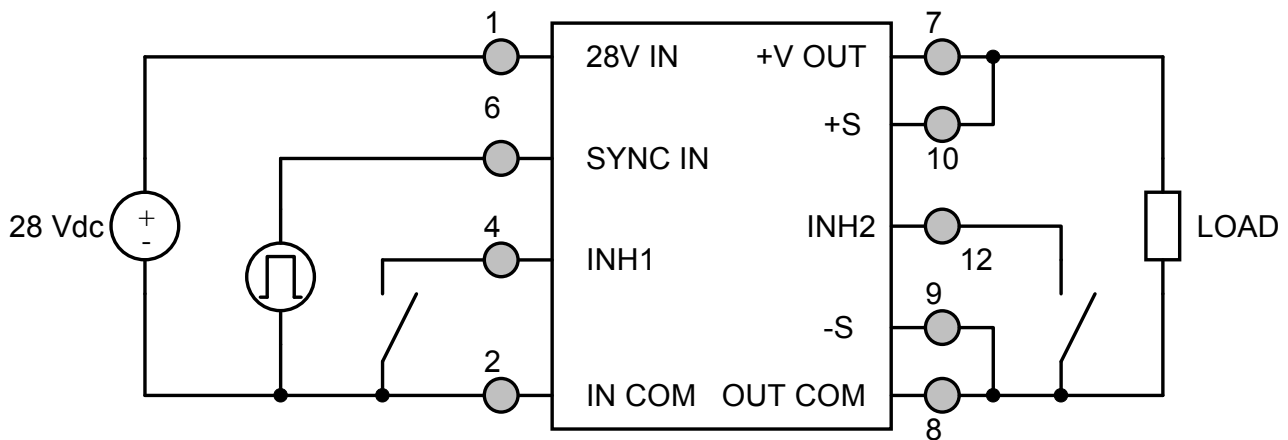 1
7
28V IN
+V OUT
6
+S
10
SYNC IN
28 Vdc
+
-
4
INH1
INH2
12
LOAD
9
-S
2
IN COM
OUT COM
8